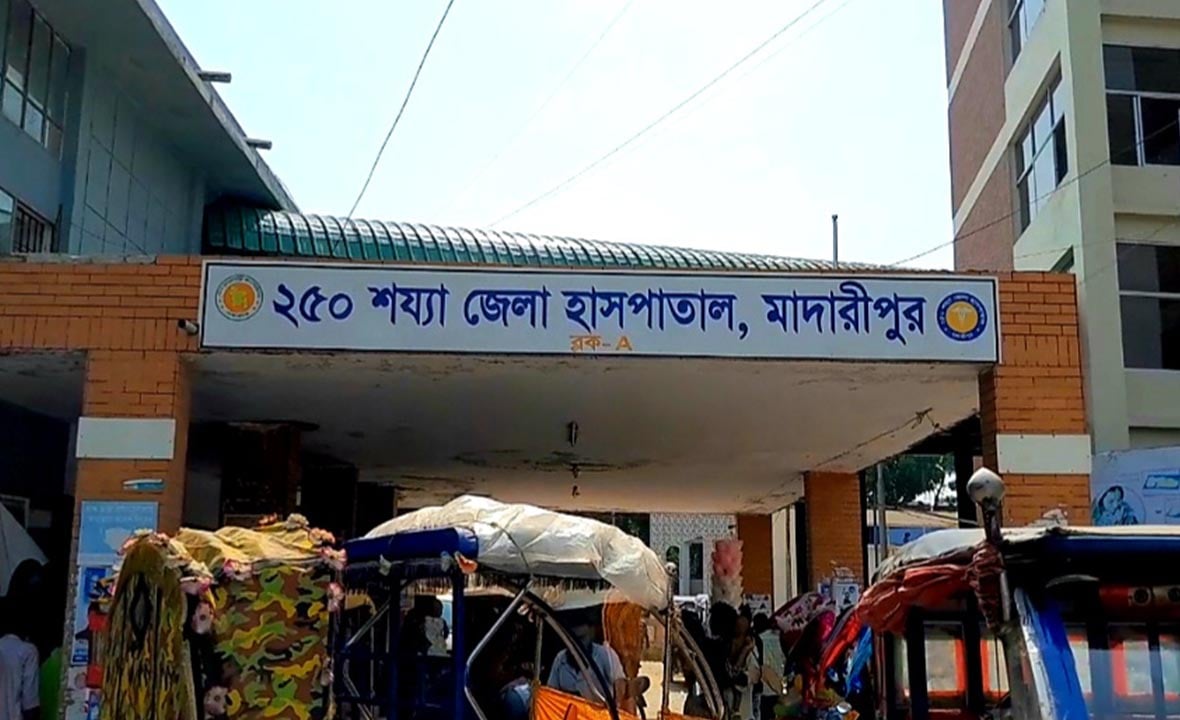 ২৫০ শয্যা জেলা হাসপাতাল, মাদারীপুর
ব্লক- A